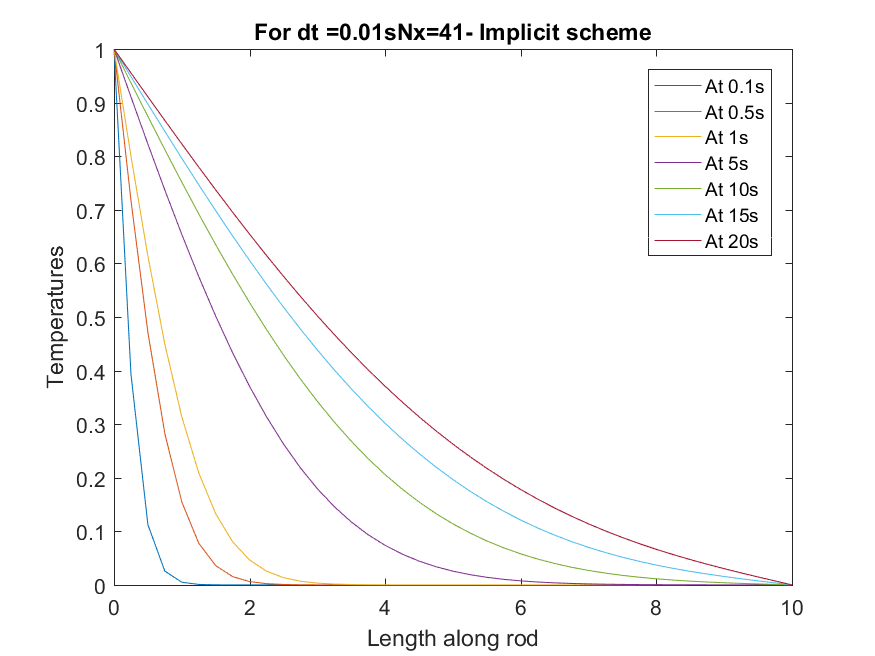 For dt =0.01sNx=41- Implicit scheme
1
0.9
0.8
0.7
0.6
0.5
0.4
0.3
0.2
0.1
0
Temperatures
At 0.1s
At 0.5s
At 1s
At 5s
At 10s
At 15s
At 20s
0 2 4 6 8 10
Length along rod